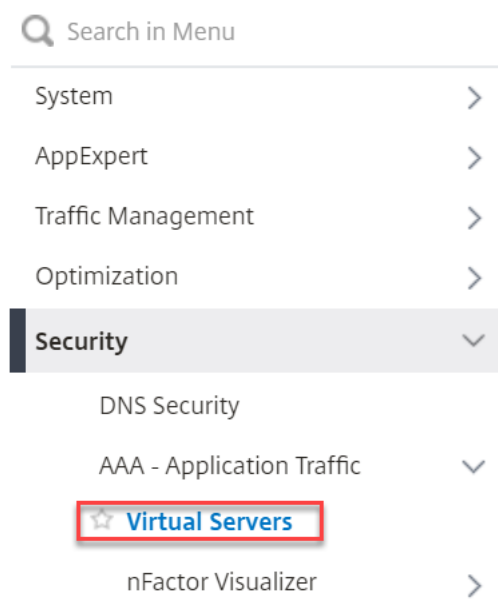 Search in Menu
System
AppExpert
Traffic Management
Optimization
Security
DNS Security
AAA - Application Traffic
Virtual Servers
nFactor Visualizer